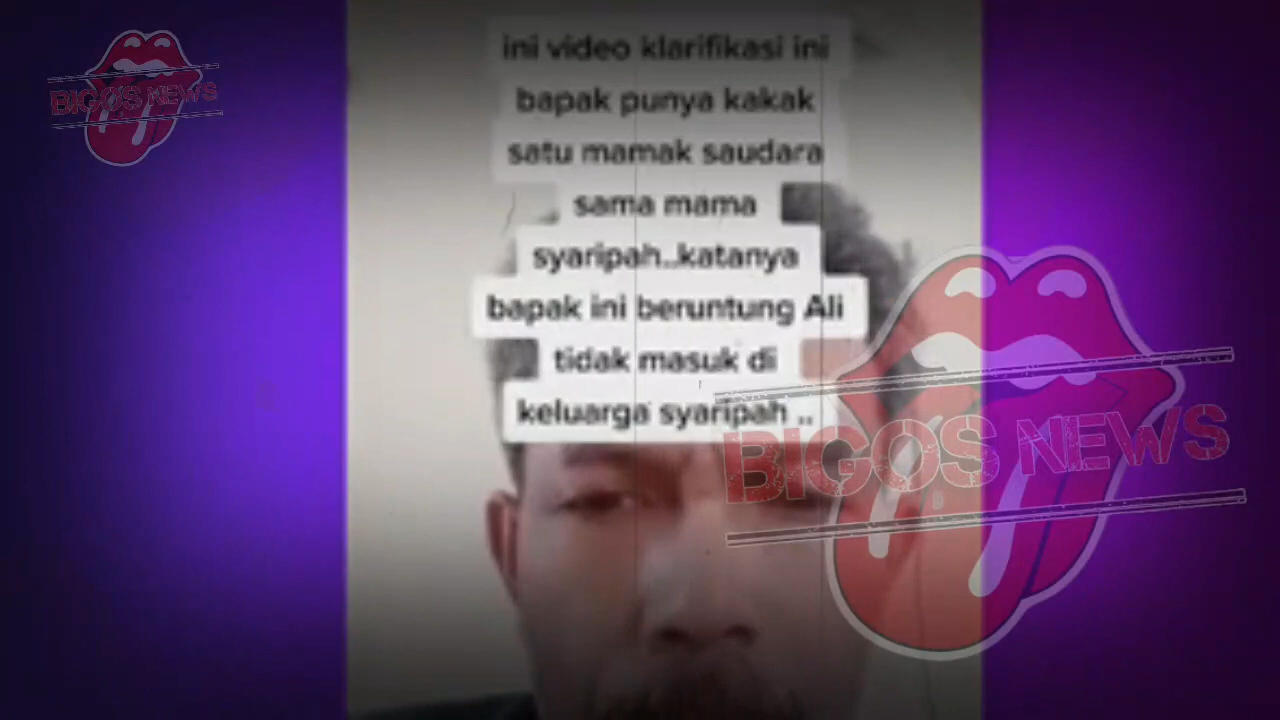 BIGOS NEWS
ini video klarifikasi ini
bapak punya kakak
satu mamak saudara
sama mama
syaripah..katanya
bapak ini beruntung Ali
tidak masuk di
keluarga syaripah ..
BIGOS NEWS